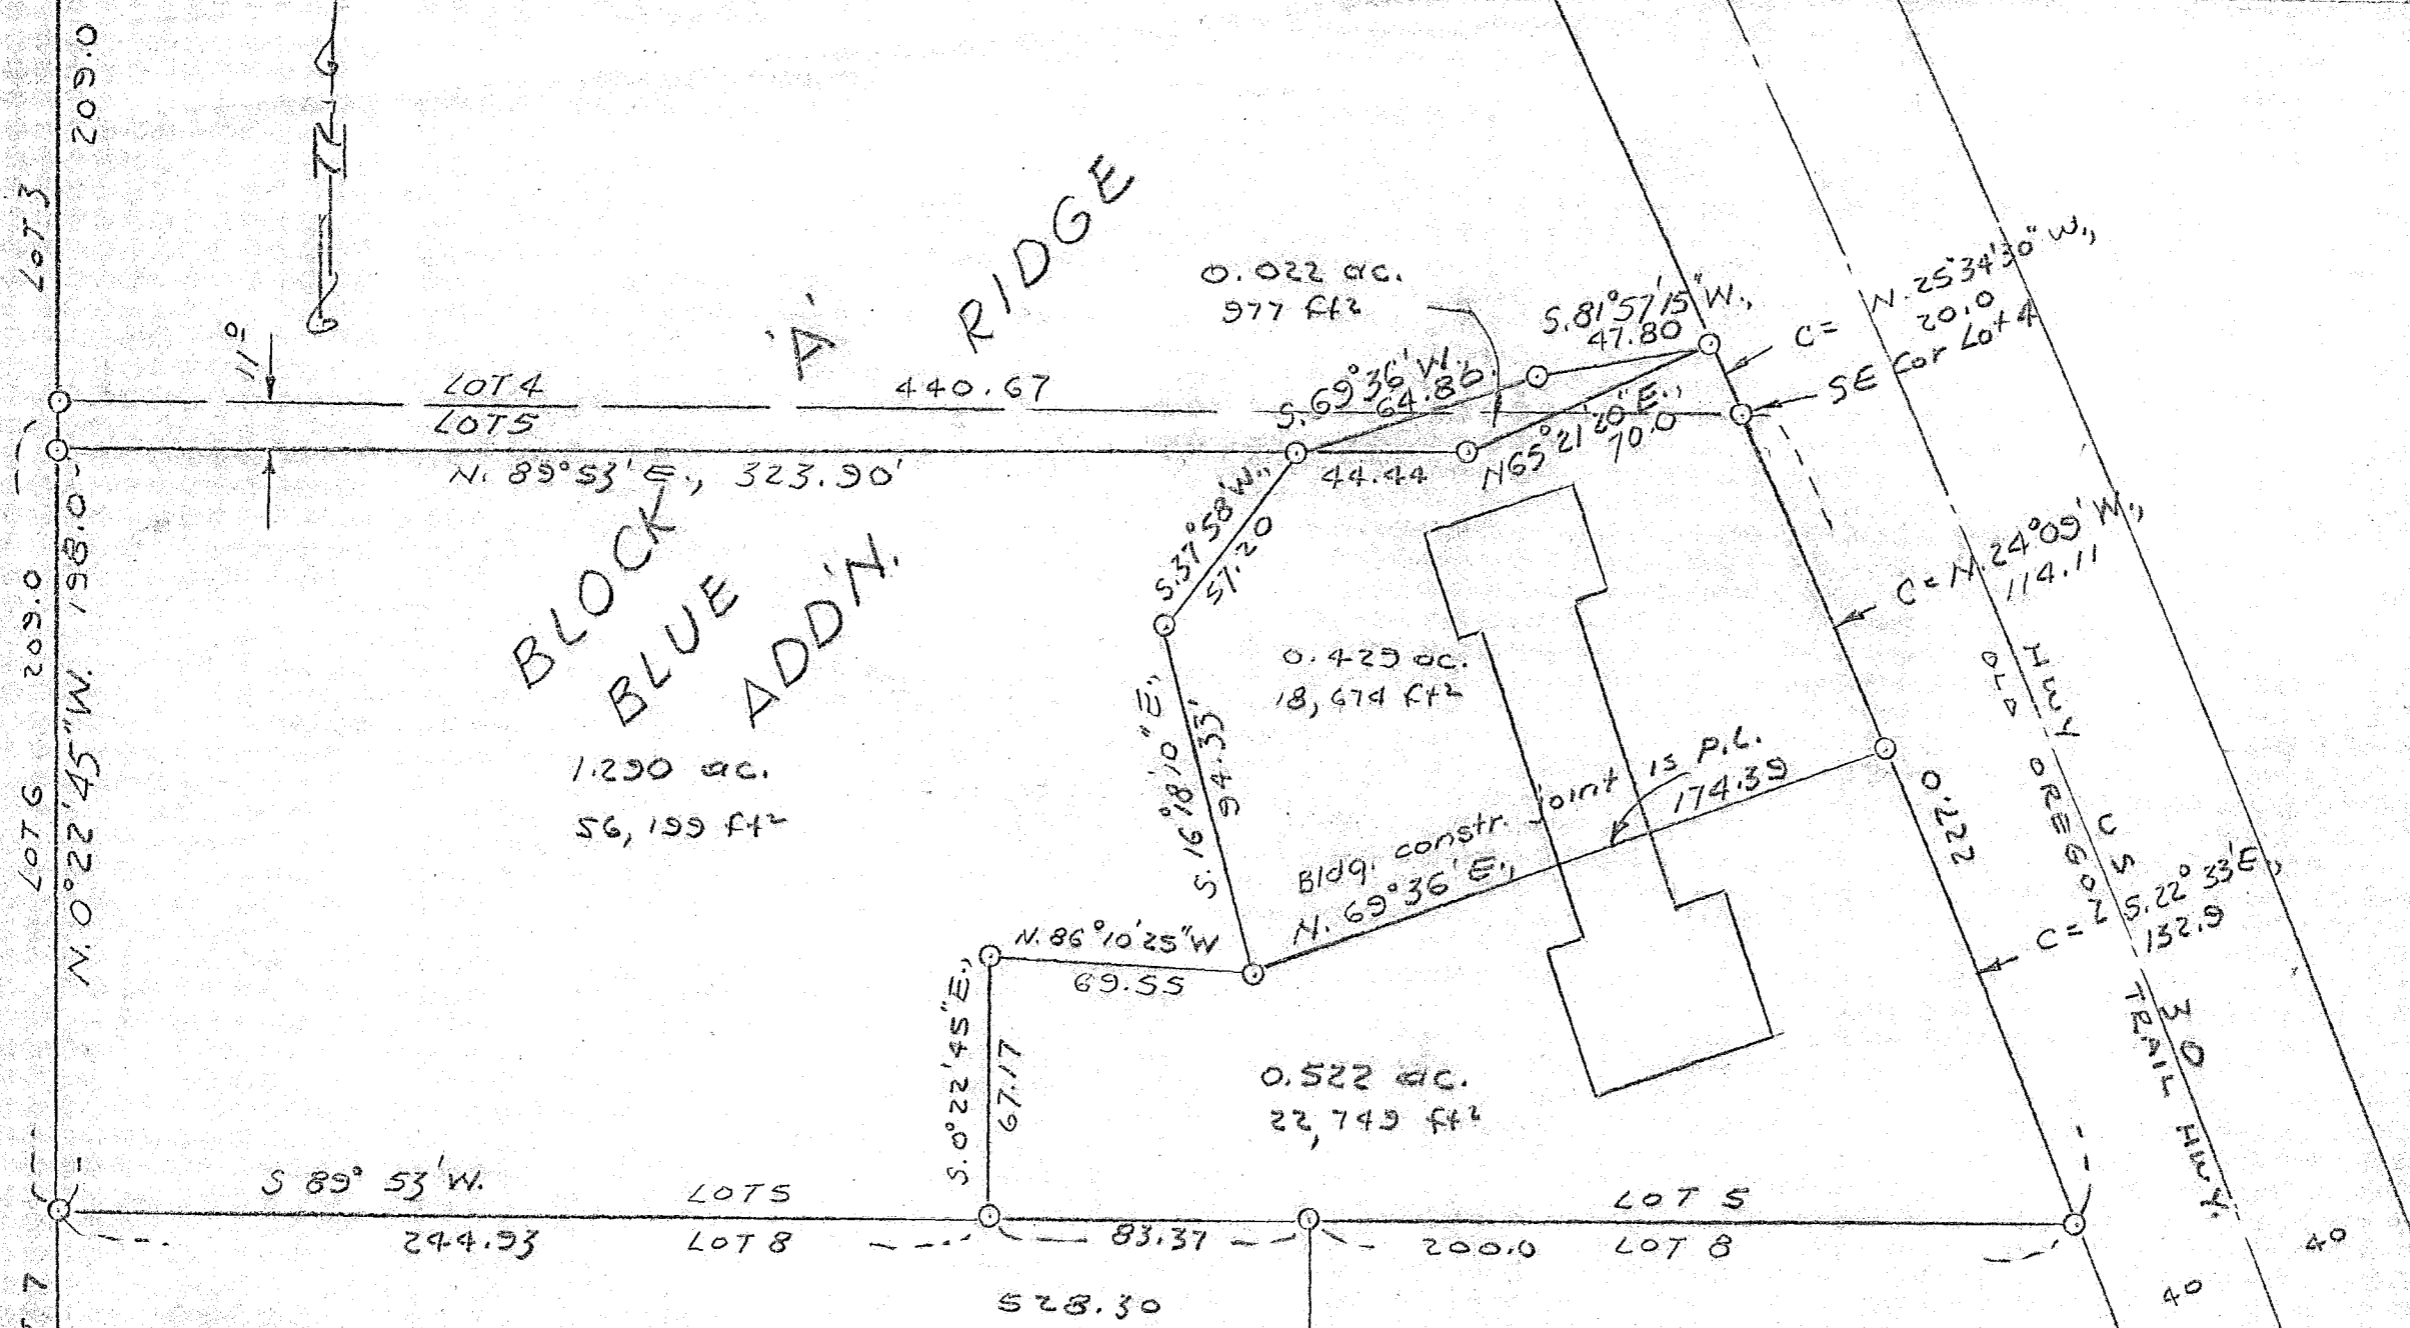 209.0
LOT 3
N
11.0
LOT 4
LOT 5
440.67
N. 89°53'E., 323.90'
BLOCK 'A'
BLUE RIDGE
ADD'N.
0.022 ac.
977 ft²
S. 81°57'15"W.,
47.80
S. 69°36'W.,
64.86
N65°21'20"E.,
70.0
44.44
C= N. 25°34'30"W.,
20.0
SE Cor Lot 4
S. 37°58'W.,
57.20
C= N. 24°09'W.,
114.11
209.0
198.0
LOT 6
N. 0°22'45"W.
1.290 ac.
56,199 ft²
0.429 ac.
18,674 ft²
S. 16°18'10"E.,
94.33'
Bldg. constr. joint is P.L.
N. 69°36'E., 174.39
0.222
N. 86°10'25"W
69.55
S. 0°22'45"E.,
67.17
C= S. 22°33'E.,
132.9
US HWY 30
OLD OREGON TRAIL HWY.
0.522 ac.
22,749 ft²
S 89° 53'W.
244.93
LOT 5
LOT 8
83.37
200.0
LOT 5
LOT 8
528.30
40
40
7